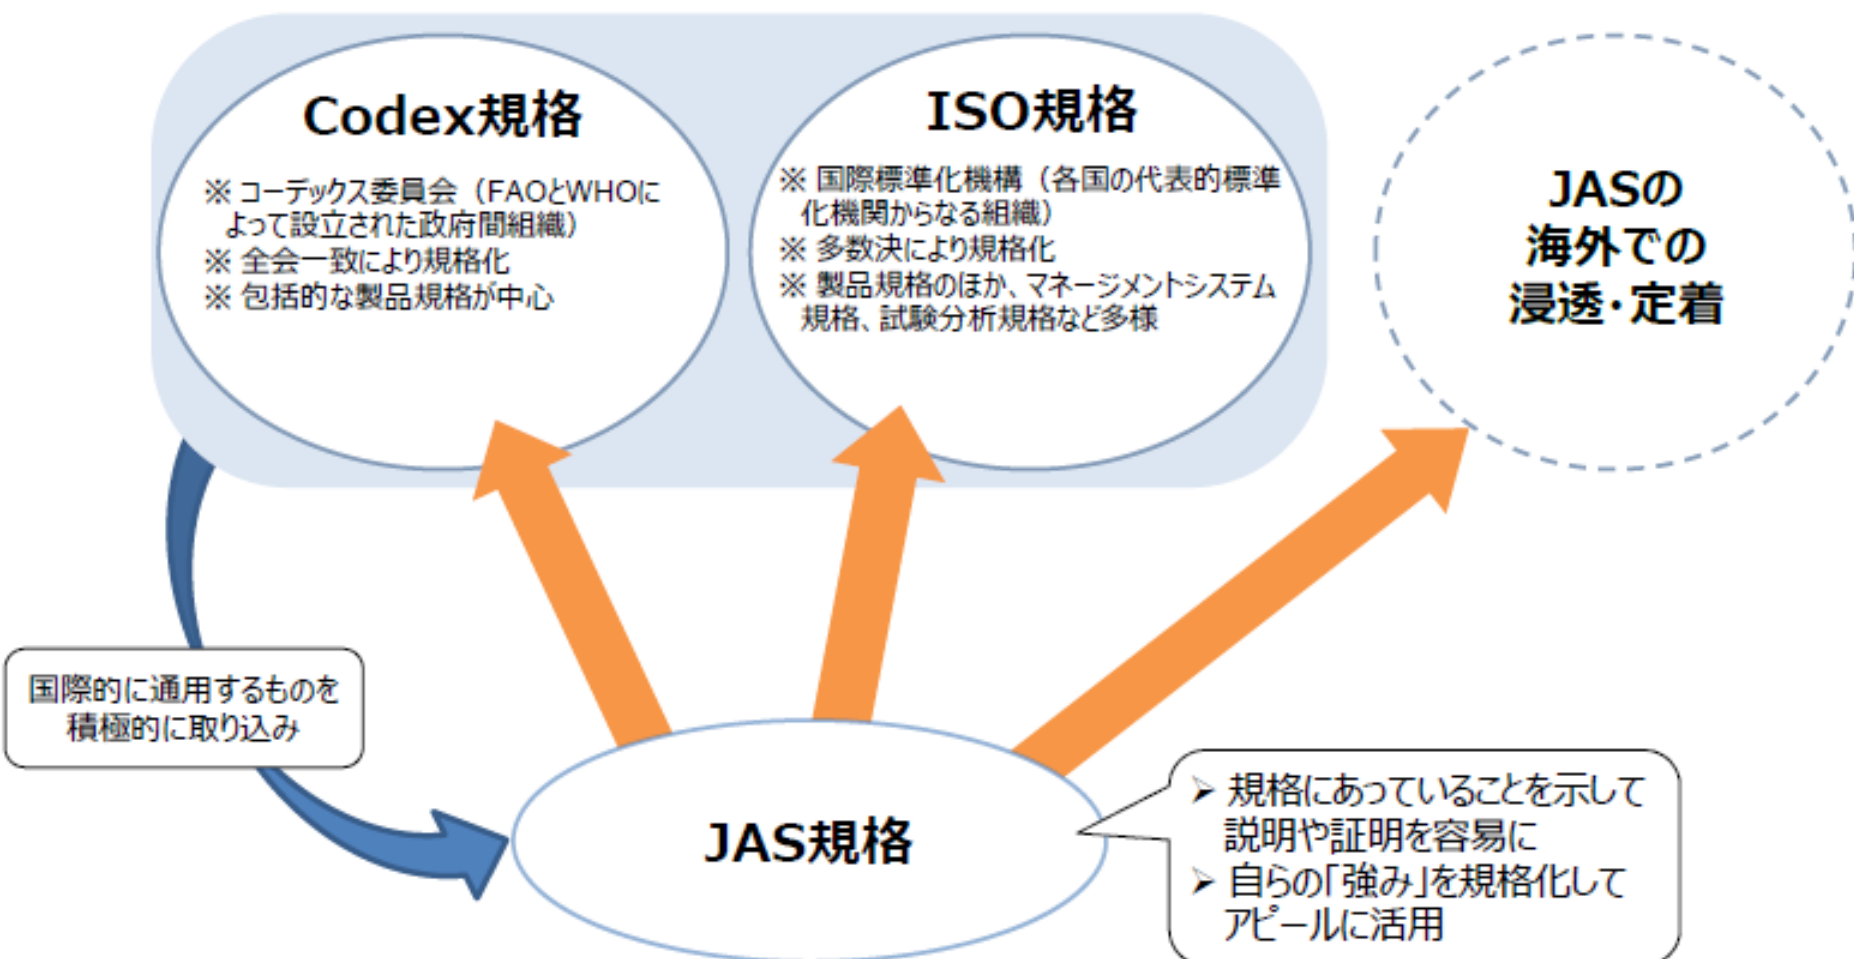 Codex規格
※ コーデックス委員会（FAOとWHOに
よって設立された政府間組織）
※ 全会一致により規格化
※ 包括的な製品規格が中心
ISO規格
※ 国際標準化機構（各国の代表的標準
化機関からなる組織）
※ 多数決により規格化
※ 製品規格のほか、マネージメントシステム
規格、試験分析規格など多様
JASの
海外での
浸透・定着
国際的に通用するものを
積極的に取り込み
JAS規格
➢ 規格にあっていることを示して
説明や証明を容易に
➢ 自らの「強み」を規格化して
アピールに活用